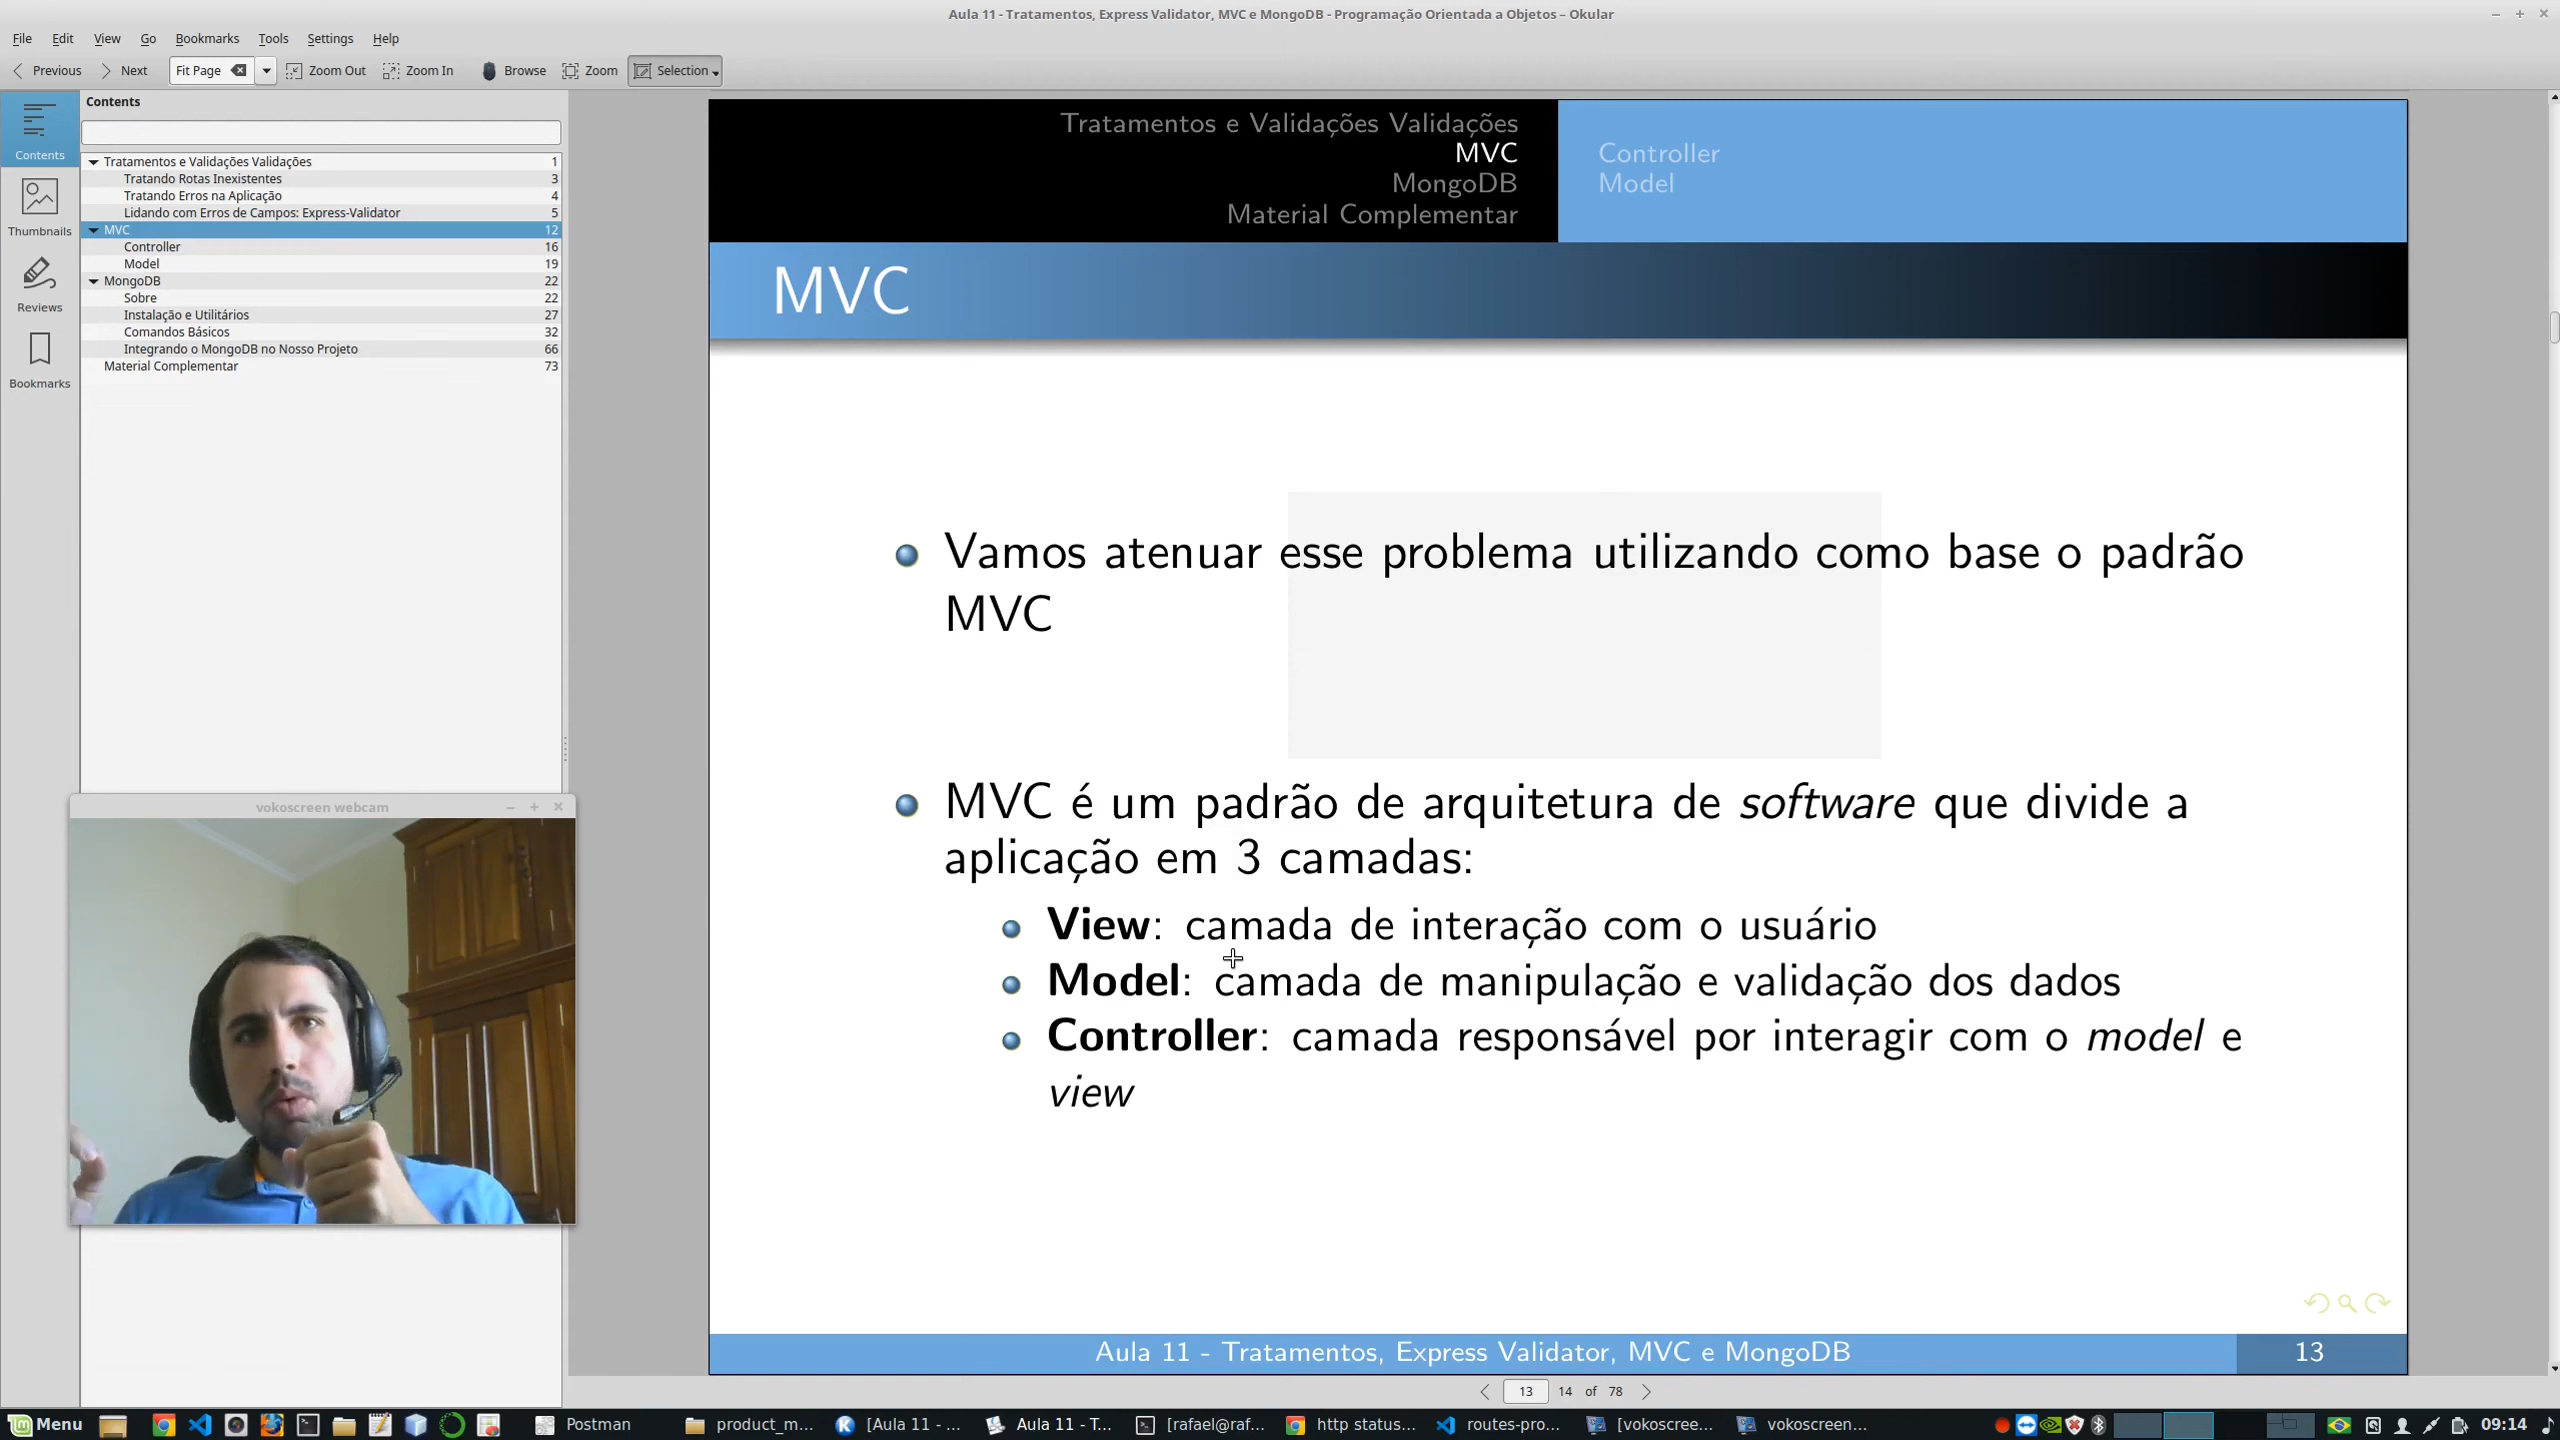 Aula 11 - Tratamentos, Express Validator, MVC e MongoDB - Programação Orientada a Objetos – Okular
File Edit View Go Bookmarks Tools Settings Help
Previous Next Fit Page Zoom Out Zoom In Browse Zoom Selection
Contents
Contents
Thumbnails
Reviews
Bookmarks
Tratamentos e Validações Validações 1
Tratando Rotas Inexistentes 3
Tratando Erros na Aplicação 4
Lidando com Erros de Campos: Express-Validator 5
MVC 12
Controller 16
Model 19
MongoDB 22
Sobre 22
Instalação e Utilitários 27
Comandos Básicos 32
Integrando o MongoDB no Nosso Projeto 66
Material Complementar 73
vokoscreen webcam
Tratamentos e Validações Validações
MVC
MongoDB
Material Complementar
Controller
Model
MVC
Vamos atenuar esse problema utilizando como base o padrão
MVC
MVC é um padrão de arquitetura de software que divide a
aplicação em 3 camadas:
View: camada de interação com o usuário
Model: camada de manipulação e validação dos dados
Controller: camada responsável por interagir com o model e
view
Aula 11 - Tratamentos, Express Validator, MVC e MongoDB 13
13 14 of 78
Menu Postman product_m... [Aula 11 - ... Aula 11 - T... [rafael@raf... http status... routes-pro... [vokoscree... vokoscreen... 09:14